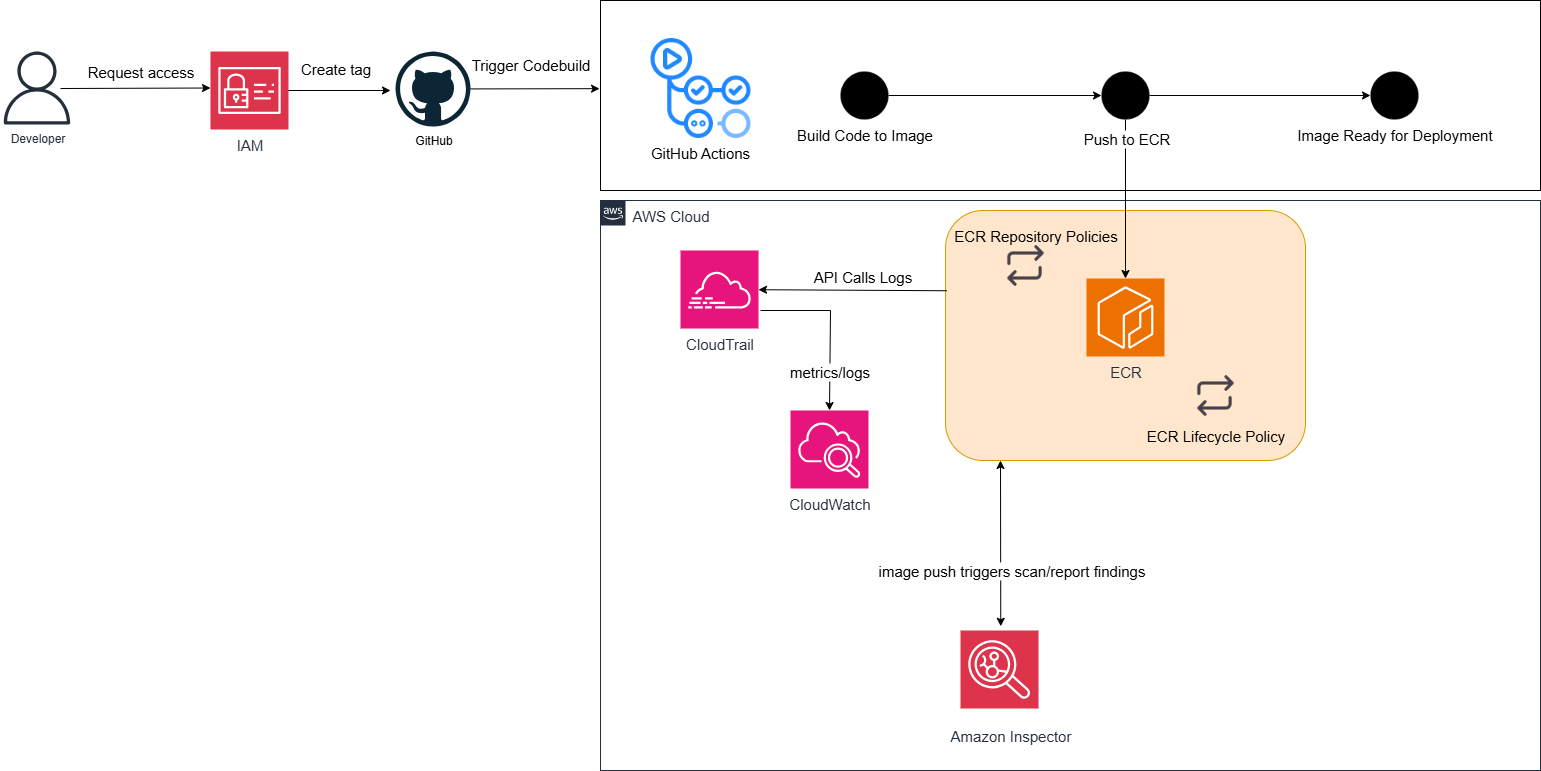 Request access
Create tag
Trigger Codebuild
Developer
IAM
GitHub
GitHub Actions
Build Code to Image
Push to ECR
Image Ready for Deployment
aws
AWS Cloud
ECR Repository Policies
API Calls Logs
CloudTrail
ECR
metrics/logs
ECR Lifecycle Policy
CloudWatch
image push triggers scan/report findings
Amazon Inspector